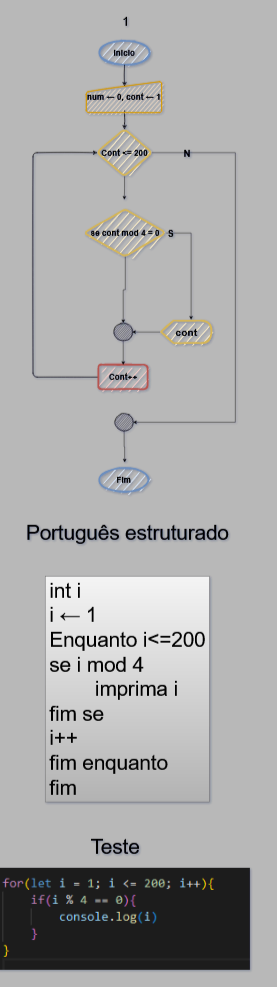 1
Inicio
num ← 0, cont ← 1
Cont <= 200
N
se cont mod 4 = 0
S
cont
Cont++
Fim
Português estruturado
int i
i ← 1
Enquanto i<=200
se i mod 4
imprima i
fim se
i++
fim enquanto
fim
Teste
for(let i = 1; i <= 200; i++){
if(i % 4 == 0){
console.log(i)
}
}